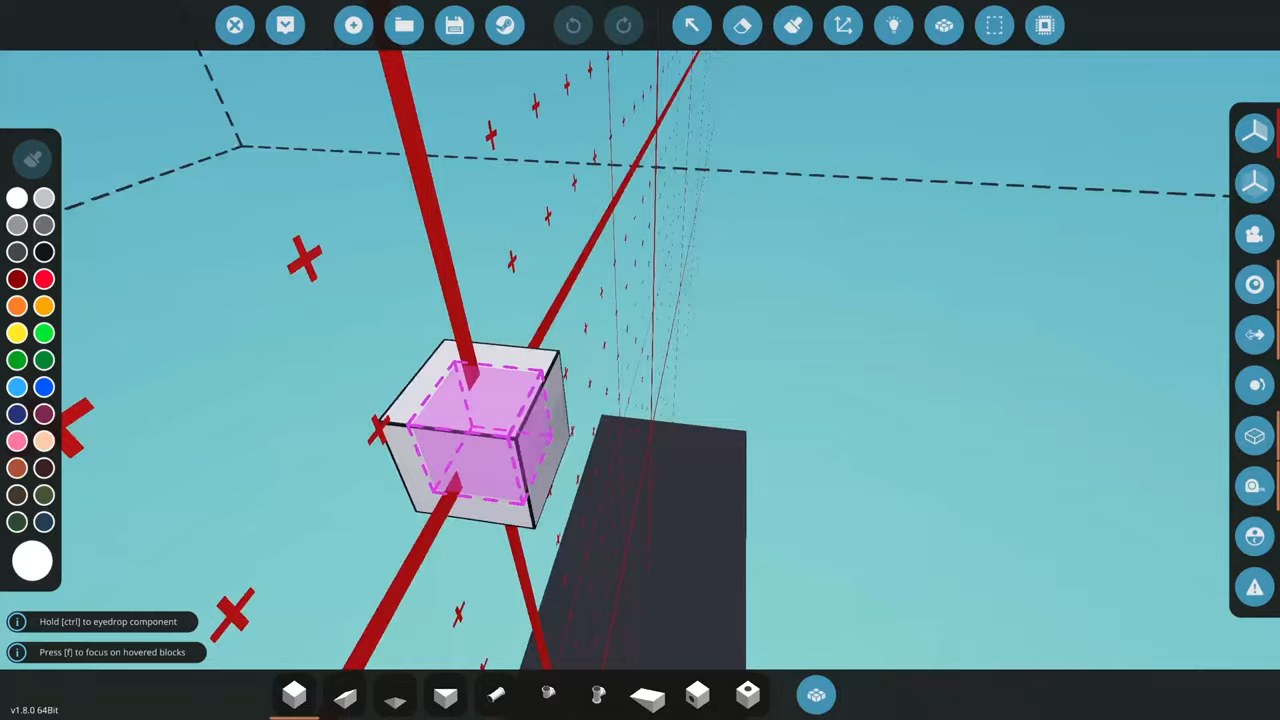 Hold [ctrl] to eyedrop component
Press [f] to focus on hovered blocks
v1.8.0 64Bit